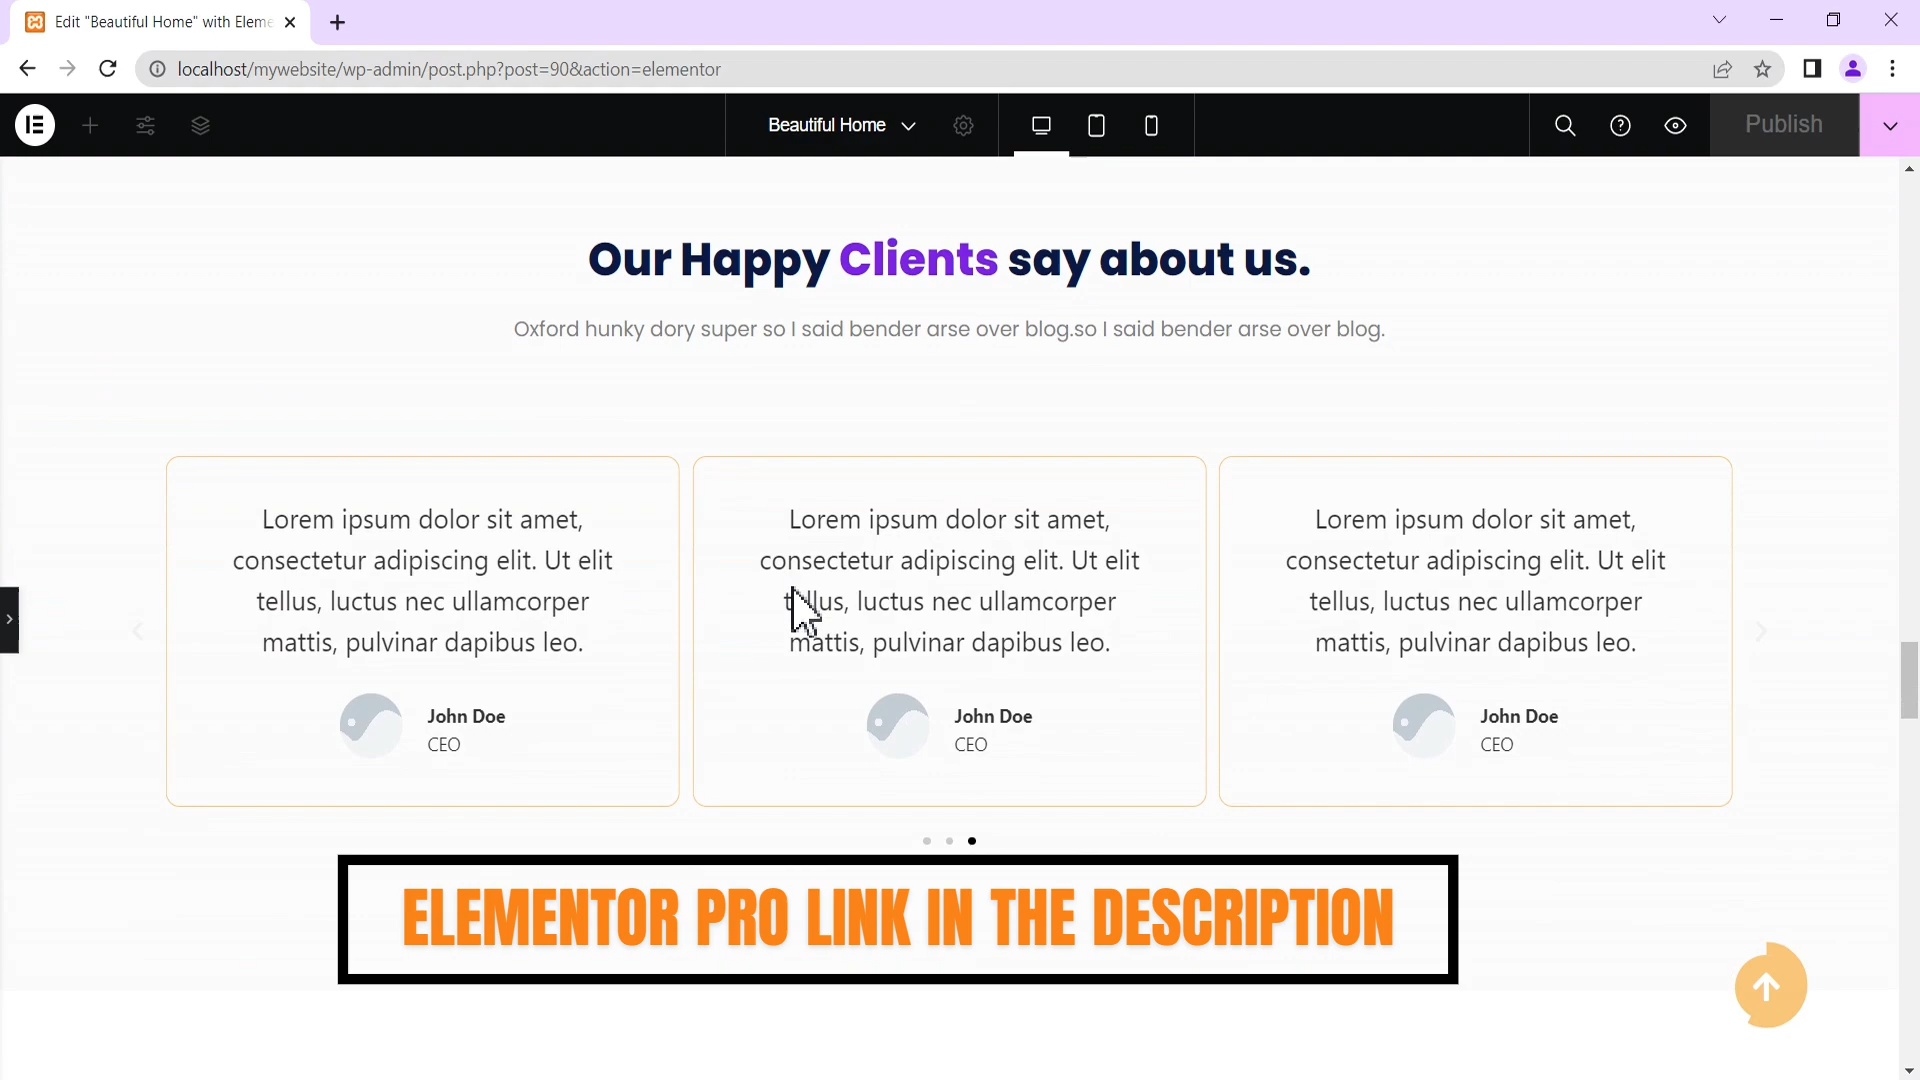 Edit "Beautiful Home" with Eleme
localhost/mywebsite/wp-admin/post.php?post=90&action=elementor
Beautiful Home
Publish
Our Happy Clients say about us.
Oxford hunky dory super so I said bender arse over blog.so I said bender arse over blog.
Lorem ipsum dolor sit amet,
consectetur adipiscing elit. Ut elit
tellus, luctus nec ullamcorper
mattis, pulvinar dapibus leo.
John Doe
CEO
Lorem ipsum dolor sit amet,
consectetur adipiscing elit. Ut elit
tellus, luctus nec ullamcorper
mattis, pulvinar dapibus leo.
John Doe
CEO
Lorem ipsum dolor sit amet,
consectetur adipiscing elit. Ut elit
tellus, luctus nec ullamcorper
mattis, pulvinar dapibus leo.
John Doe
CEO
ELEMENTOR PRO LINK IN THE DESCRIPTION